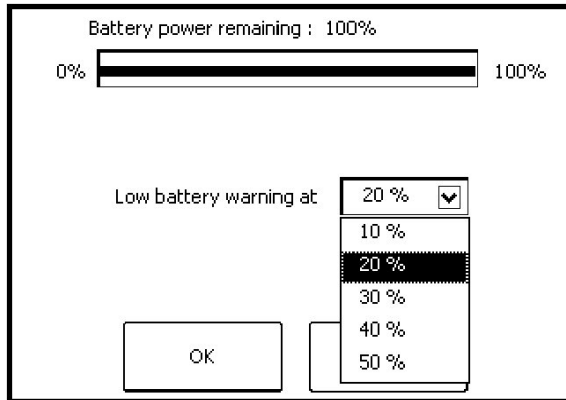 Battery power remaining : 100%
0% 100%
Low battery warning at 20 %
10 %
20 %
30 %
40 %
50 %
OK